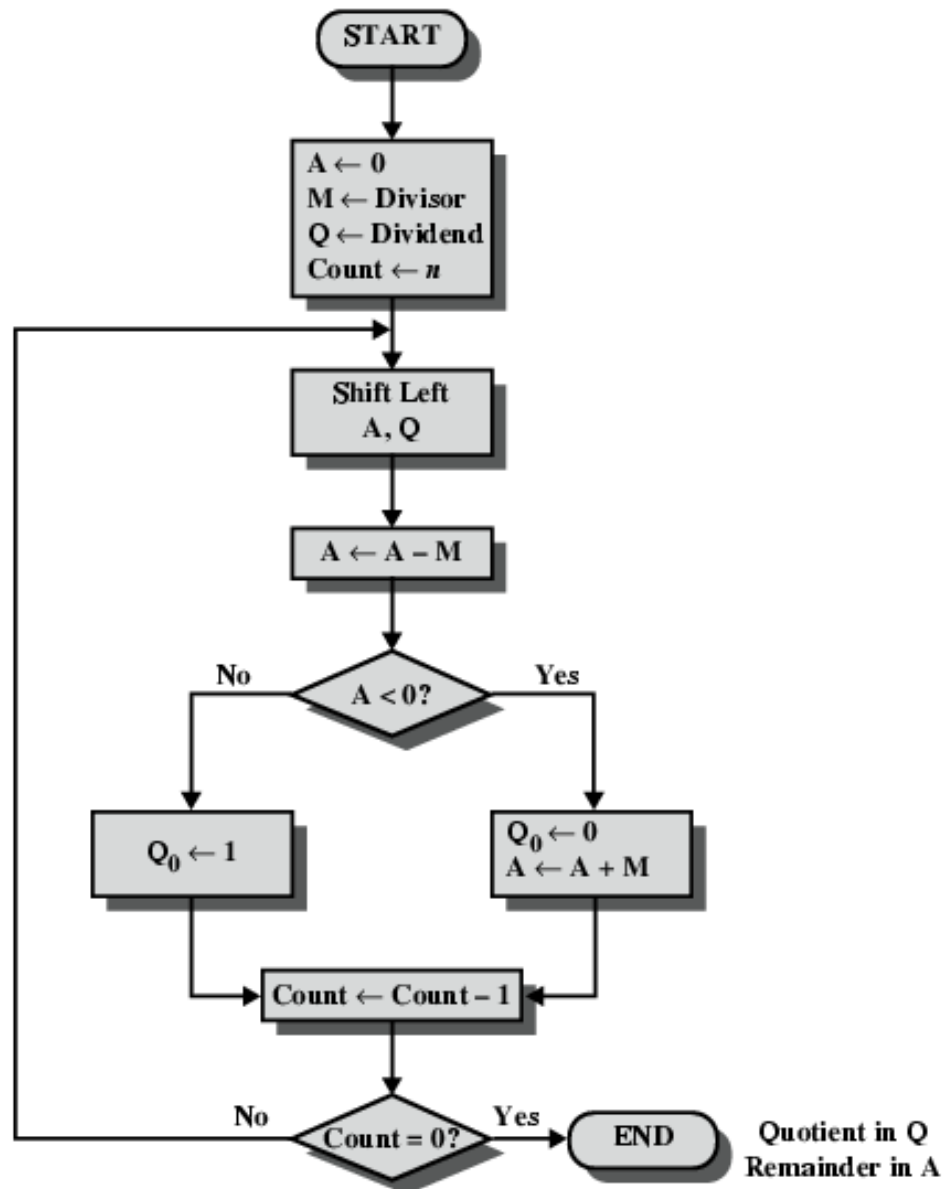 START
A ← 0
M ← Divisor
Q ← Dividend
Count ← n
Shift Left
A, Q
A ← A – M
No
A < 0?
Yes
Q₀ ← 1
Q₀ ← 0
A ← A + M
Count ← Count – 1
No
Count = 0?
Yes
END
Quotient in Q
Remainder in A